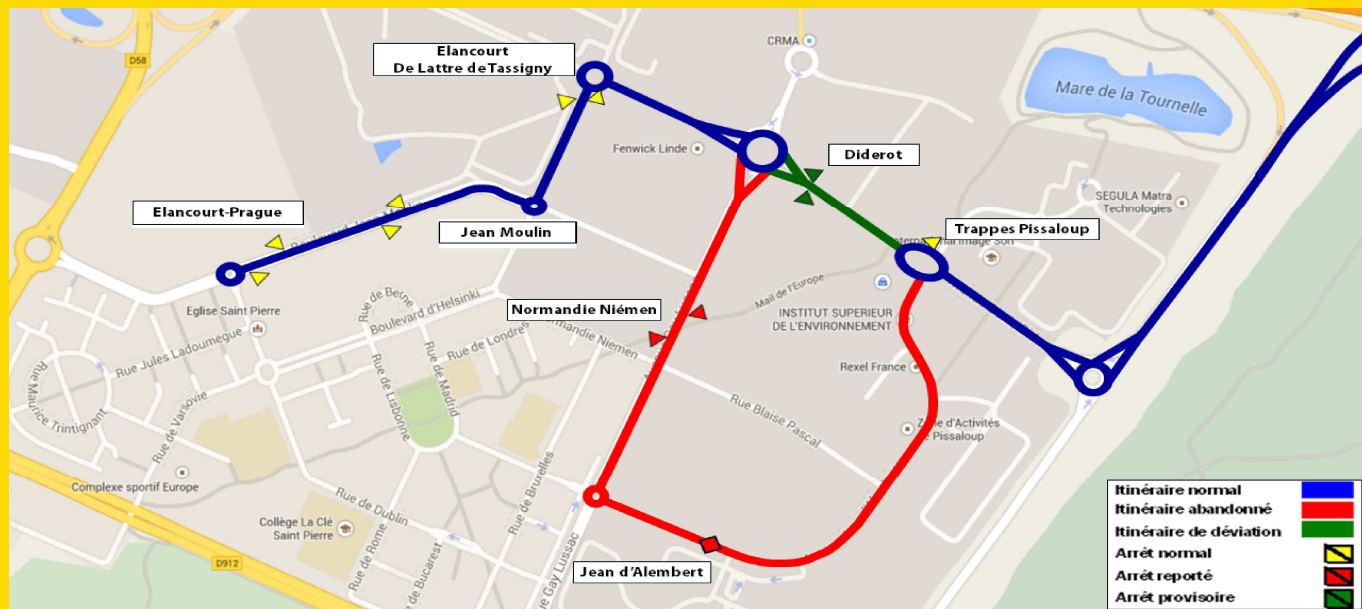 D58
Elancourt
De Lattre de Tassigny
CRMA
Mare de la Tournelle
Fenwick Linde
Diderot
SEGULA Matra
Technologies
Elancourt-Prague
Jean Moulin
Trappes Pissaloup
Image Son
Mail de l'Europe
Eglise Saint Pierre
Rue de Berne
Boulevard d'Helsinki
Normandie Niémen
INSTITUT SUPERIEUR
DE L'ENVIRONNEMENT
Rue Jules Ladoumegue
Rue de Londres
Normandie Niemen
Rue de Madrid
Rexel France
Rue Maurice Trintignant
Rue de Varsovie
Rue de Lisbonne
Rue Blaise Pascal
d'Activités
Pissaloup
Complexe sportif Europe
Rue de Bruxelles
Rue de Dublin
Collège La Clé
Saint Pierre
Rue de Rome
Rue de Bucarest
Rue Gay Lussac
D912
Jean d'Alembert
Itinéraire normal
Itinéraire abandonné
Itinéraire de déviation
Arrêt normal
Arrêt reporté
Arrêt provisoire